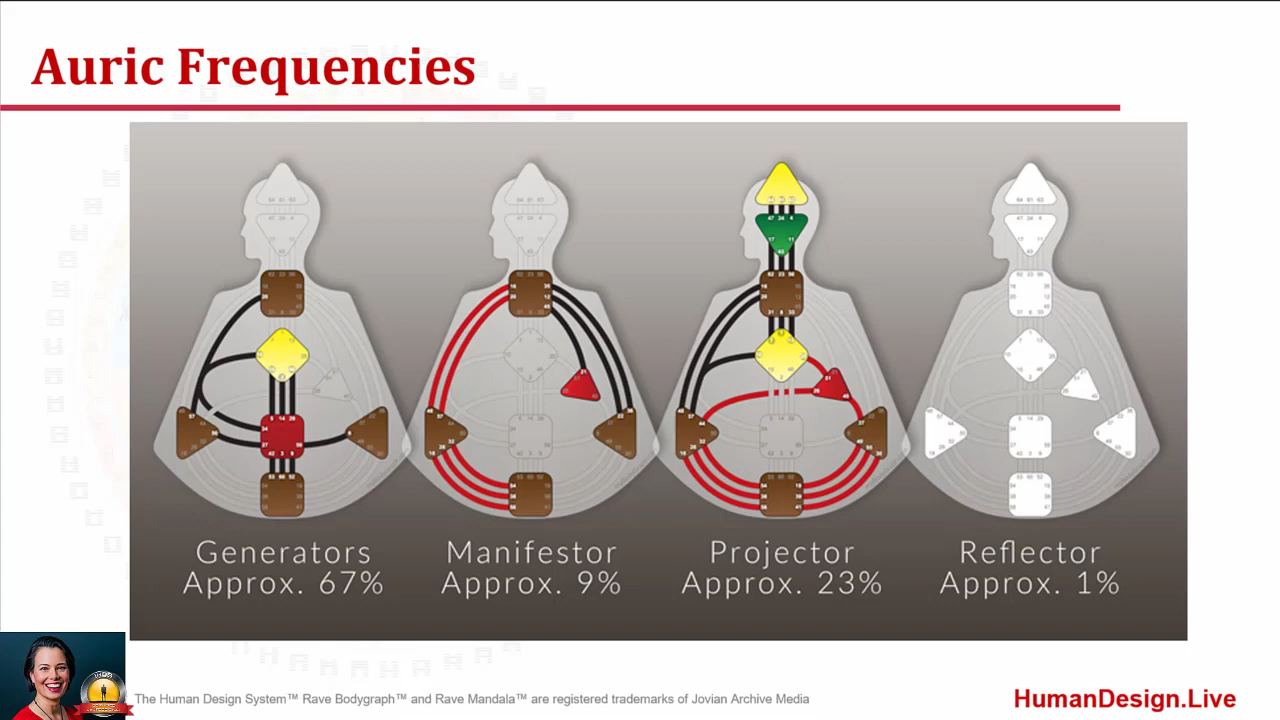 Auric Frequencies
Generators
Approx. 67%
Manifestor
Approx. 9%
Projector
Approx. 23%
Reflector
Approx. 1%
The Human Design System™ Rave Bodygraph™ and Rave Mandala™ are registered trademarks of Jovian Archive Media
HumanDesign.Live